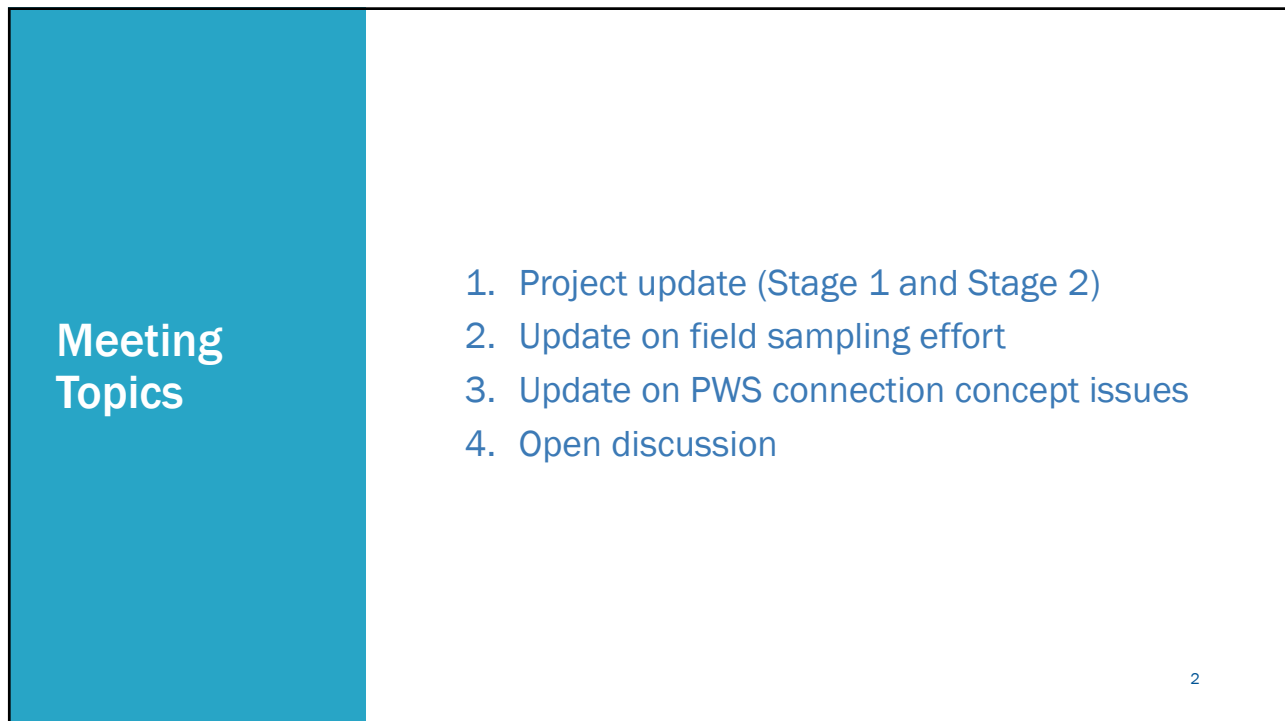 Meeting
Topics
1. Project update (Stage 1 and Stage 2)
2. Update on field sampling effort
3. Update on PWS connection concept issues
4. Open discussion
2